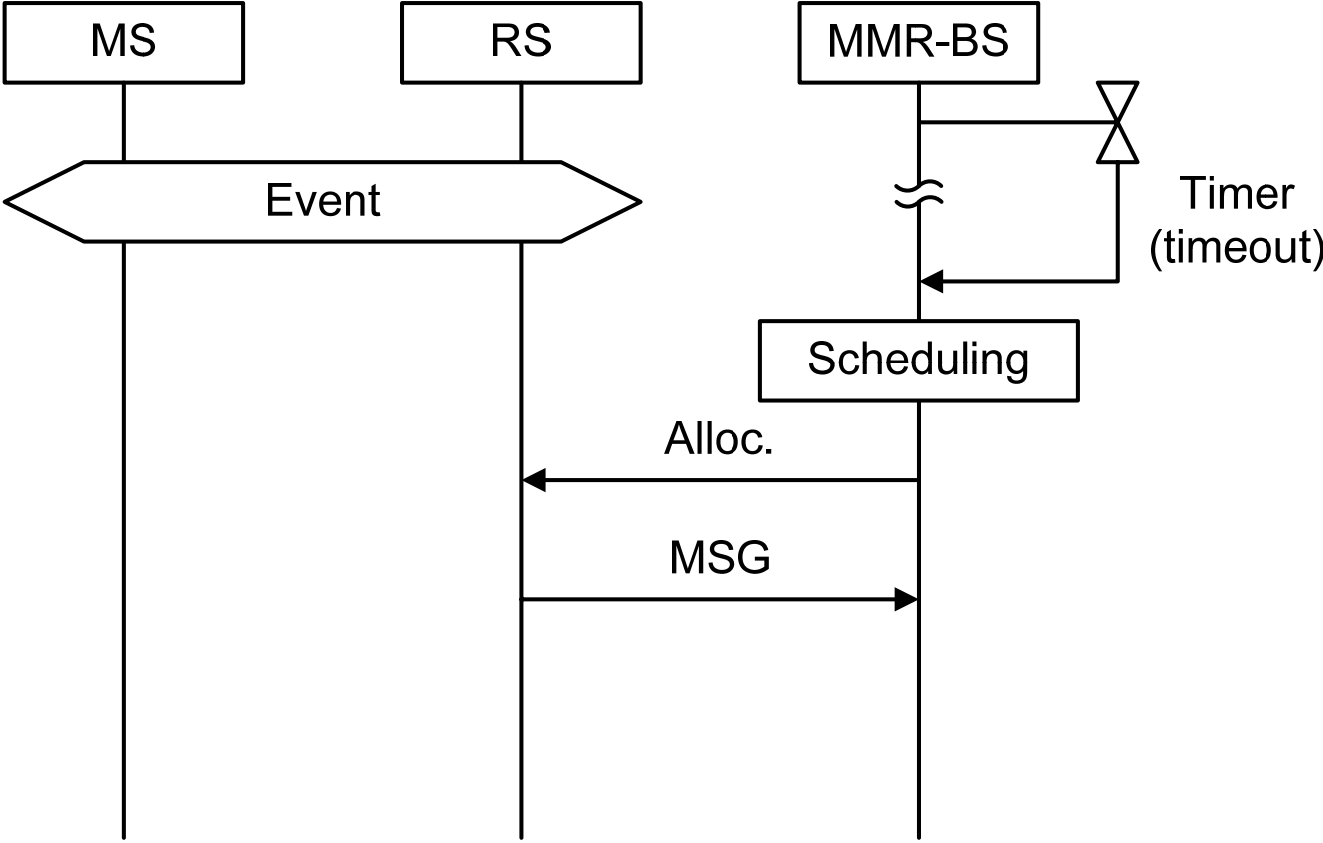 MS
RS
MMR-BS
Event
Timer
(timeout)
Scheduling
Alloc.
MSG